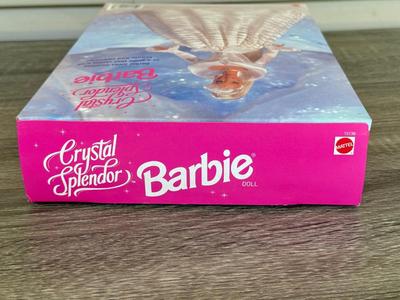 Crystal
Splendor
Barbie®
DOLL
MATTEL
Crystal
Splendor
Barbie